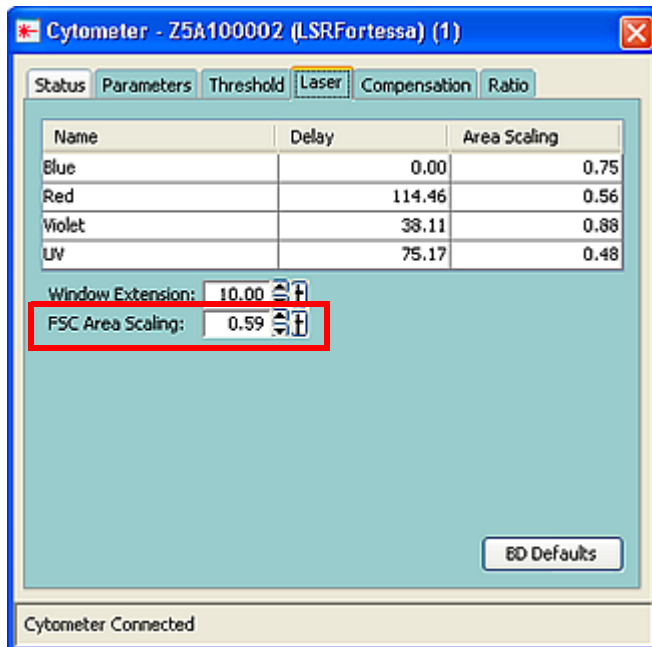 Cytometer - Z5A100002 (LSRFortessa) (1)
Status Parameters Threshold Laser Compensation Ratio
Name Delay Area Scaling
Blue 0.00 0.75
Red 114.46 0.56
Violet 38.11 0.88
UV 75.17 0.48
Window Extension: 10.00
FSC Area Scaling: 0.59
BD Defaults
Cytometer Connected